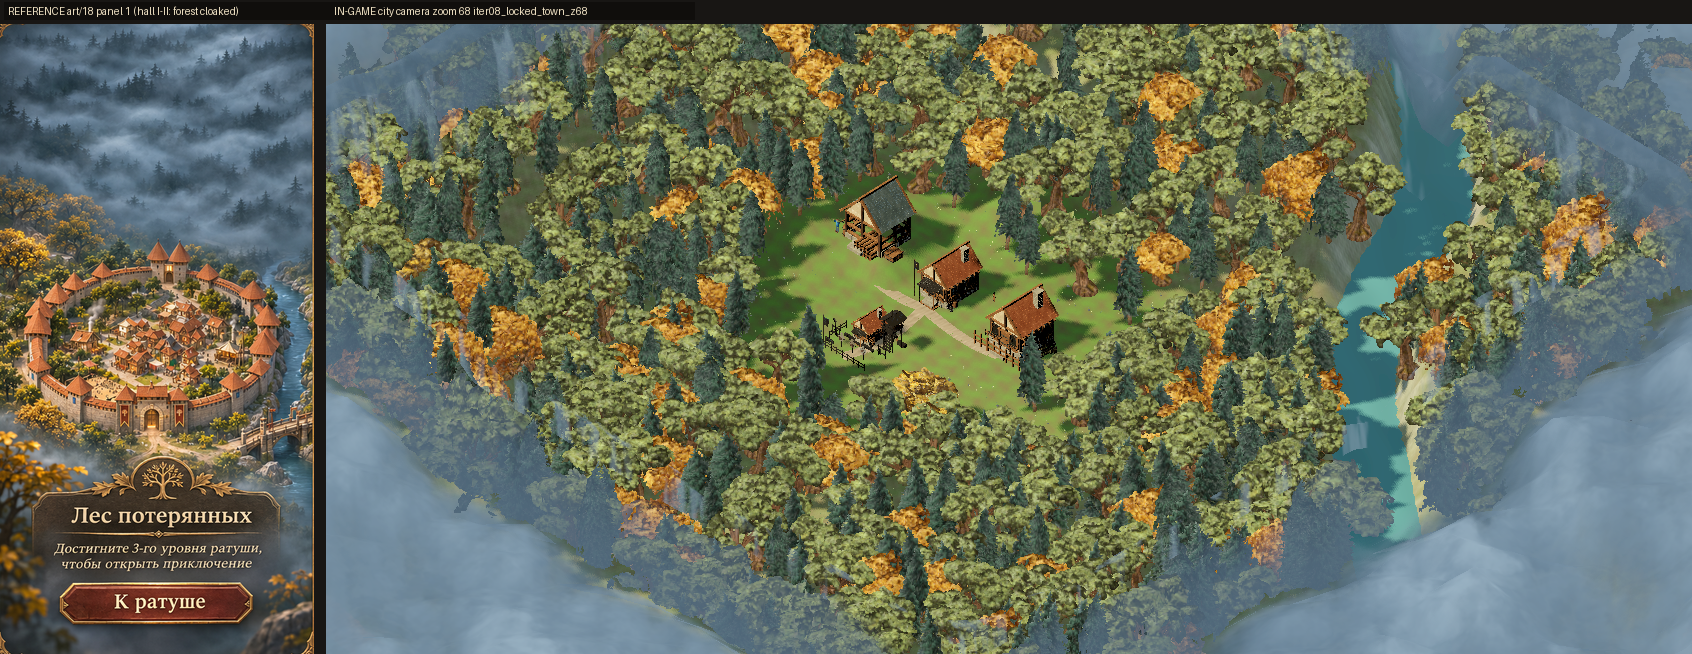 REFERENCE art/18 panel 1 (hall I-II: forest cloaked)
IN-GAME city camera zoom 68 iter08_locked_town_z68
Лес потерянных
Достигните 3-го уровня ратуши,
чтобы открыть приключение
К ратуше